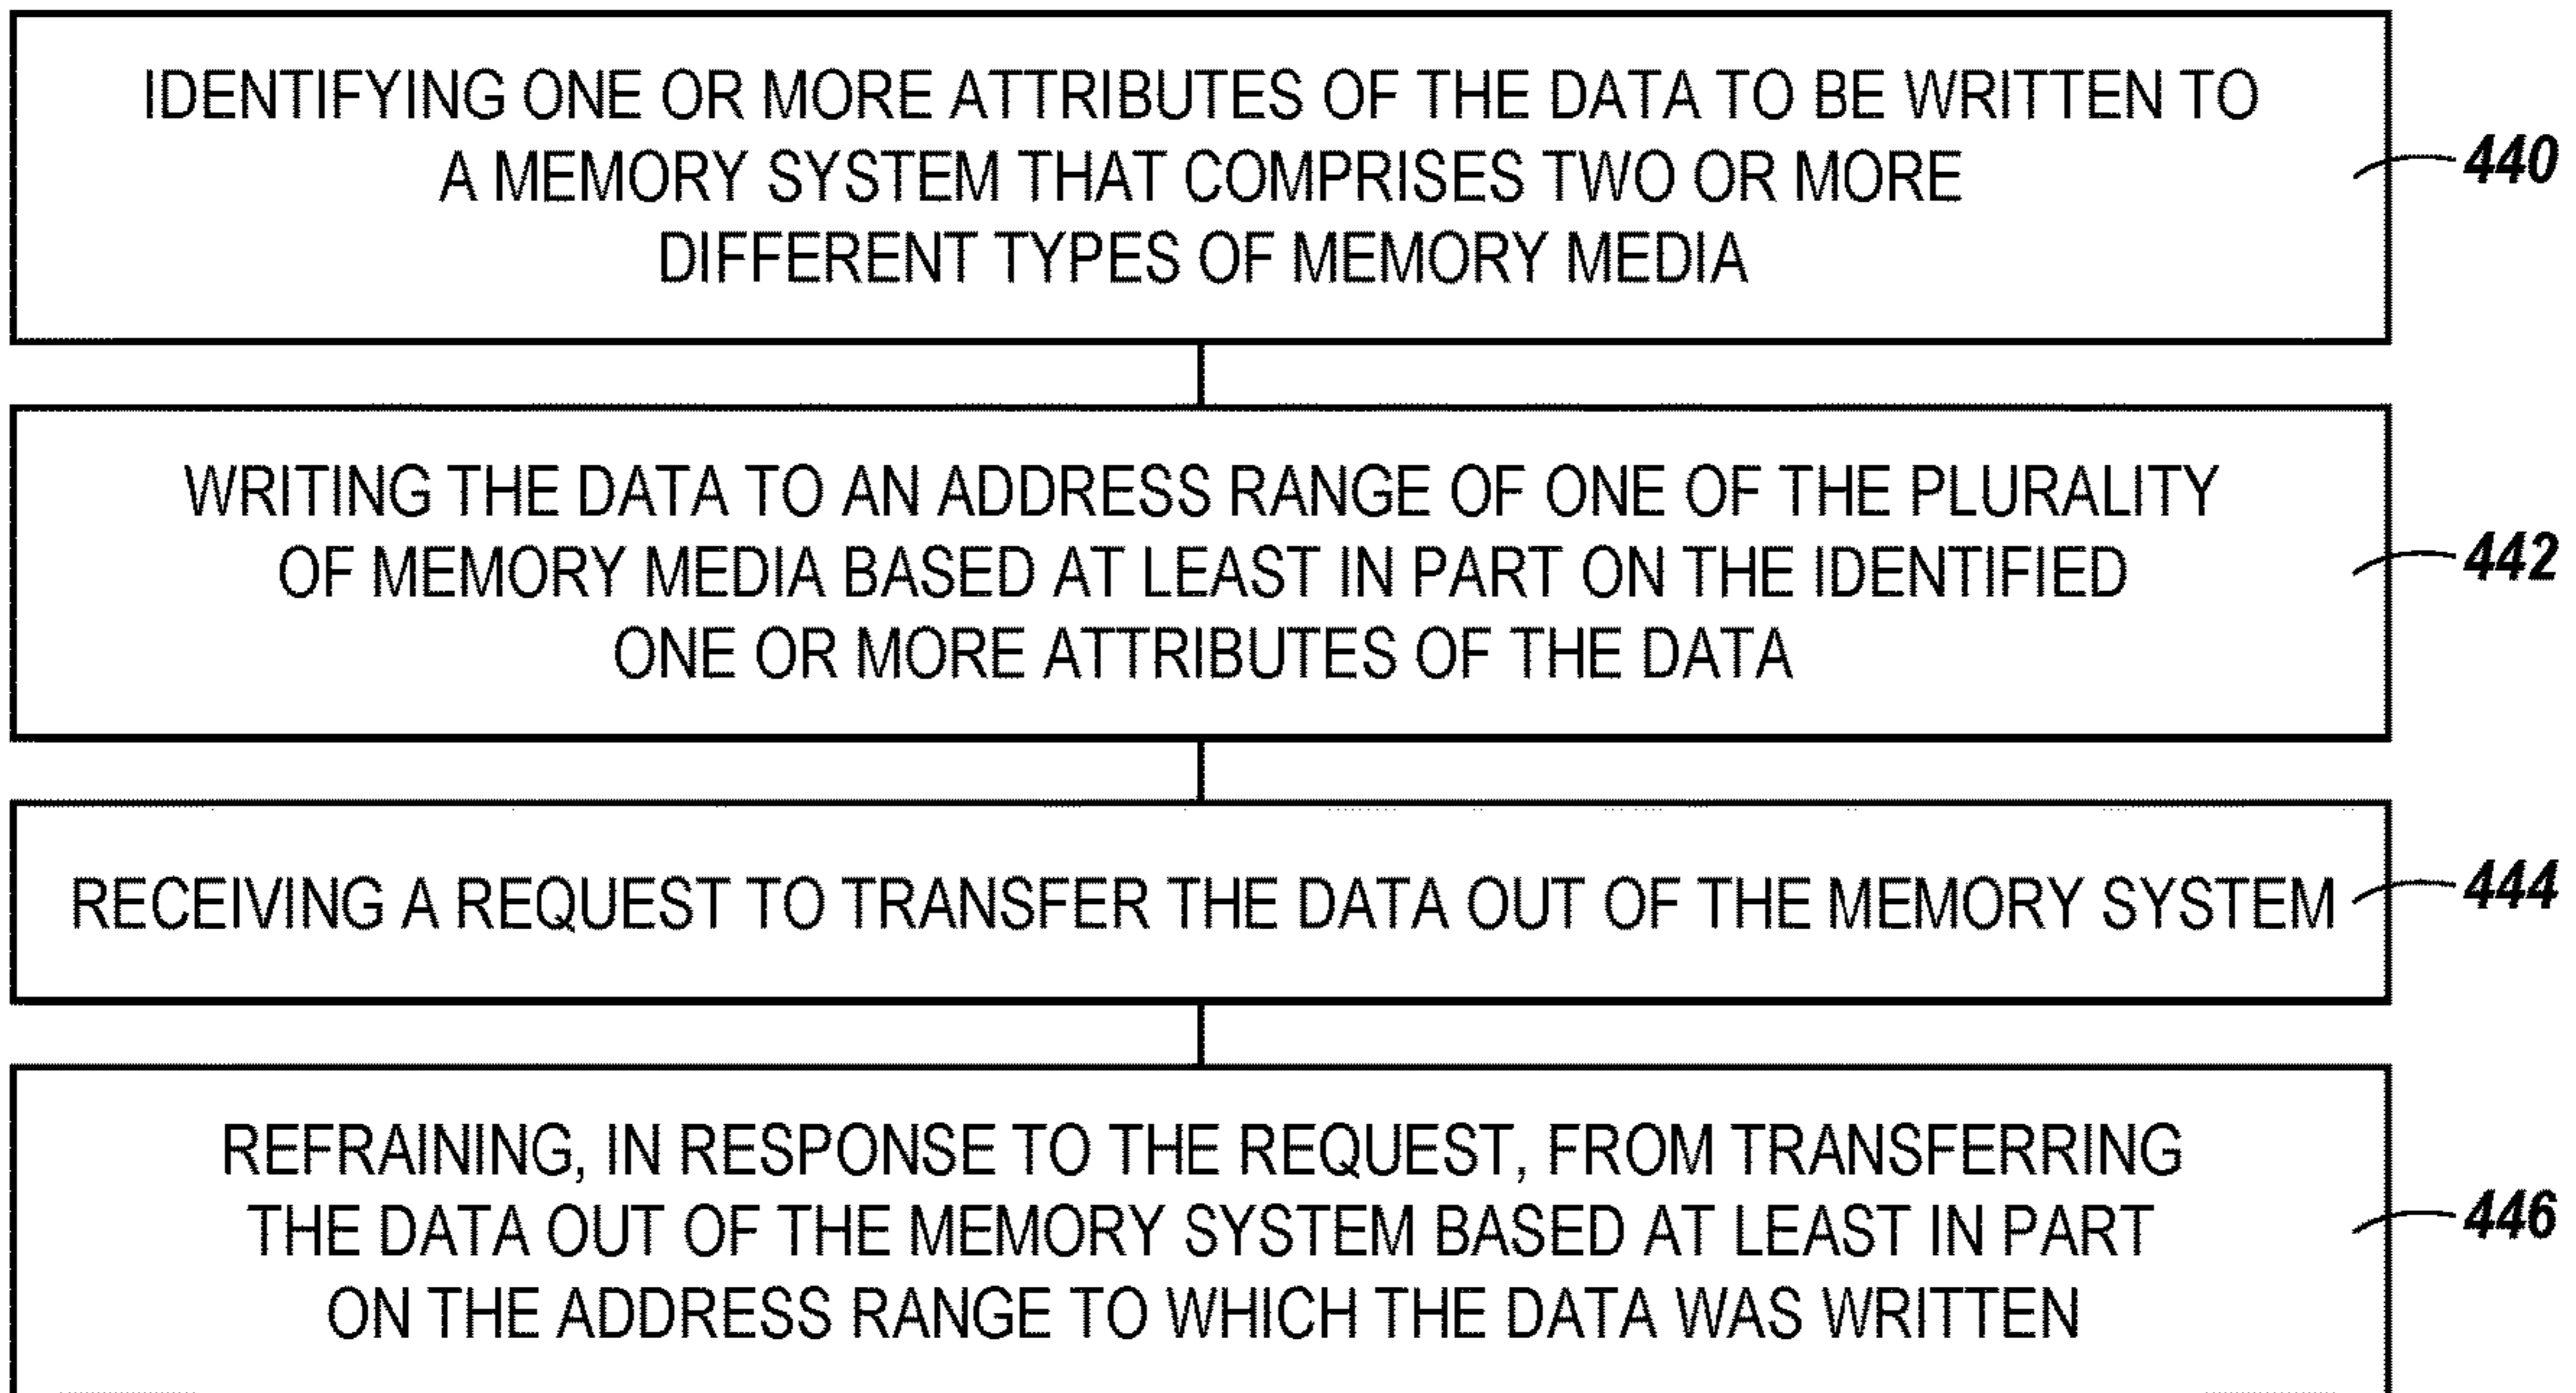 IDENTIFYING ONE OR MORE ATTRIBUTES OF THE DATA TO BE WRITTEN TO
A MEMORY SYSTEM THAT COMPRISES TWO OR MORE
DIFFERENT TYPES OF MEMORY MEDIA
440
WRITING THE DATA TO AN ADDRESS RANGE OF ONE OF THE PLURALITY
OF MEMORY MEDIA BASED AT LEAST IN PART ON THE IDENTIFIED
ONE OR MORE ATTRIBUTES OF THE DATA
442
RECEIVING A REQUEST TO TRANSFER THE DATA OUT OF THE MEMORY SYSTEM
444
REFRAINING, IN RESPONSE TO THE REQUEST, FROM TRANSFERRING
THE DATA OUT OF THE MEMORY SYSTEM BASED AT LEAST IN PART
ON THE ADDRESS RANGE TO WHICH THE DATA WAS WRITTEN
446